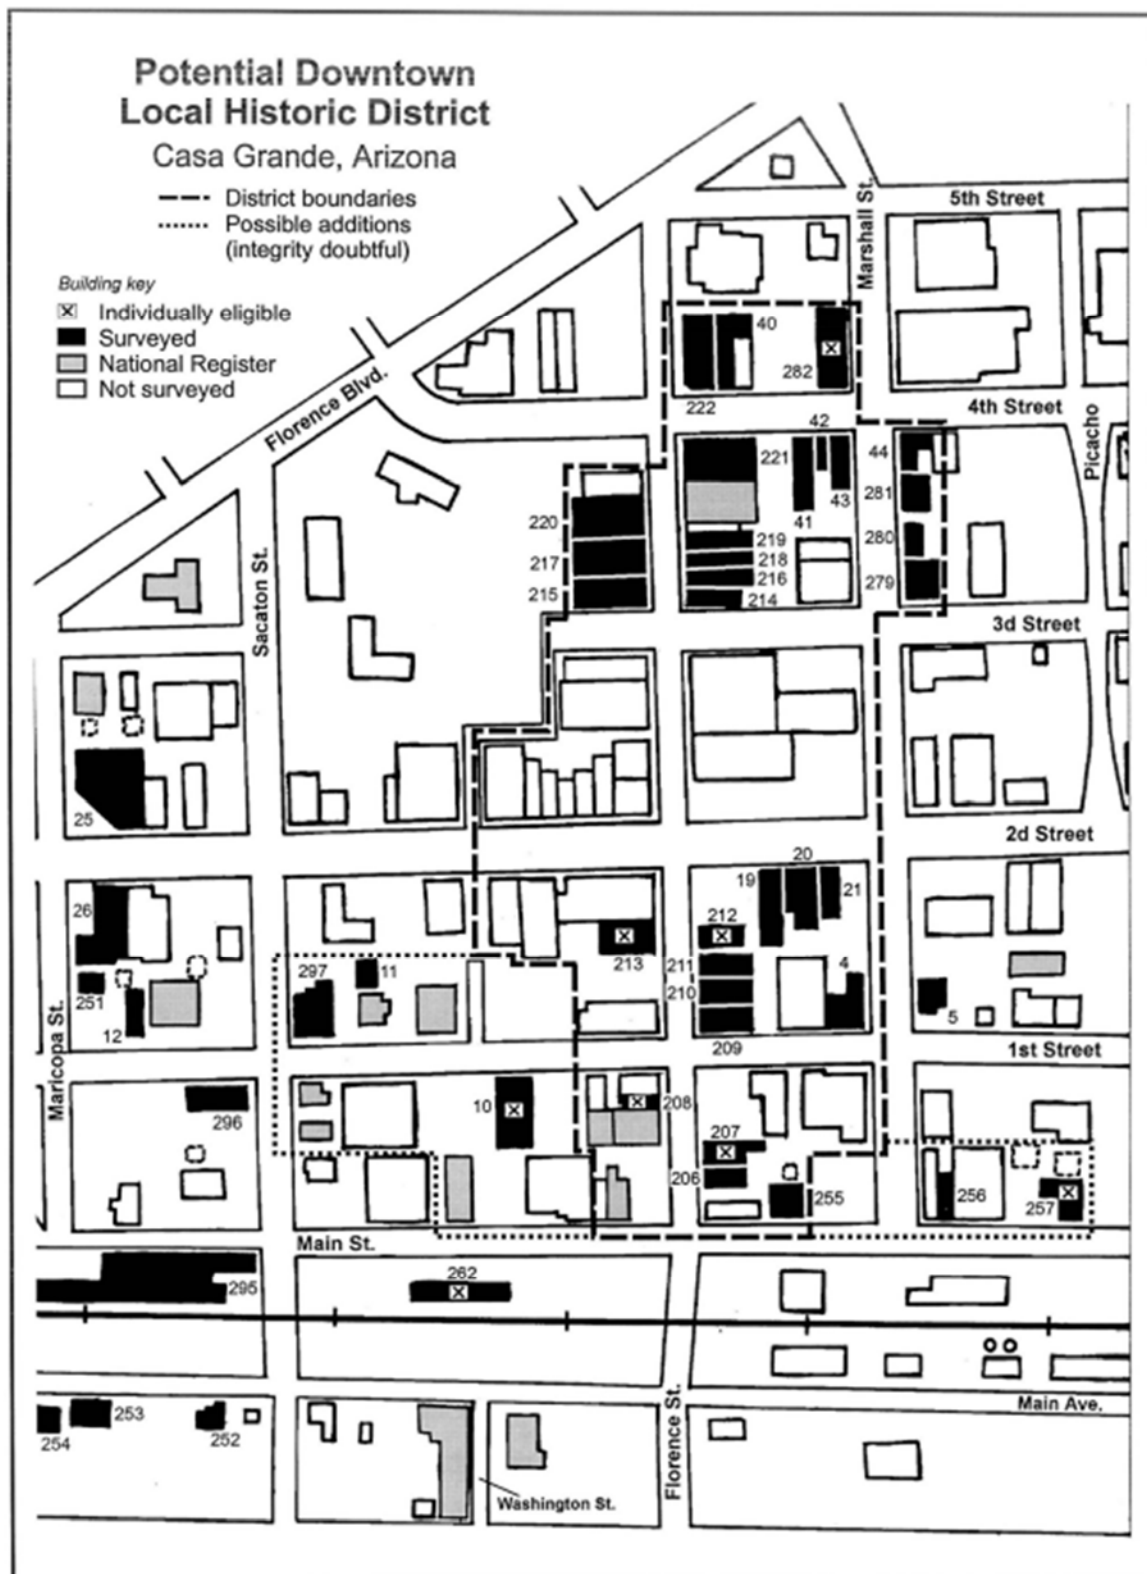 Potential Downtown
Local Historic District
Casa Grande, Arizona
District boundaries
Possible additions
(integrity doubtful)
Building key
Individually eligible
Surveyed
National Register
Not surveyed
5th Street
Marshall St.
40
282
222
4th Street
Picacho
Florence Blvd.
42
44
221
281
43
41
220
280
219
217
218
216
279
215
214
3d Street
Sacaton St.
25
2d Street
20
19
21
26
212
213
211
4
297
11
210
251
12
5
209
1st Street
Maricopa St.
296
10
208
207
206
255
256
257
Main St.
295
262
Main Ave.
253
254
252
Florence St.
Washington St.